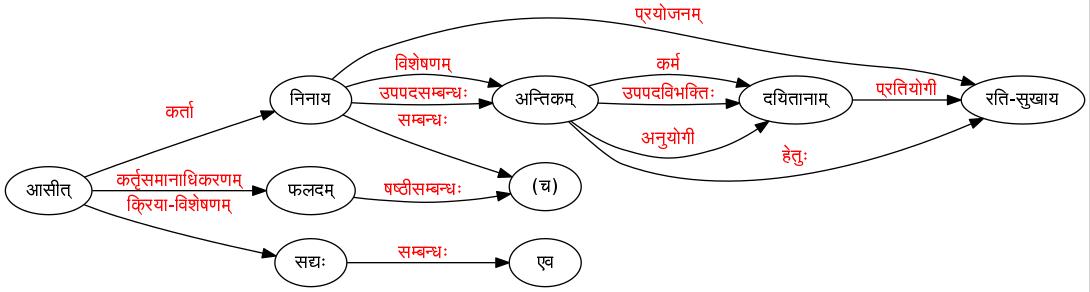 प्रयोजनम्
विशेषणम्
कर्म
निनाय
उपपदसम्बन्धः
अन्तिकम्
उपपदविभक्तिः
दयितानाम्
प्रतियोगी
रति-सुखाय
कर्ता
सम्बन्धः
अनुयोगी
हेतुः
आसीत्
कर्तृसमानाधिकरणम्
फलदम्
षष्ठीसम्बन्धः
(च)
क्रिया-विशेषणम्
सद्यः
सम्बन्धः
एव